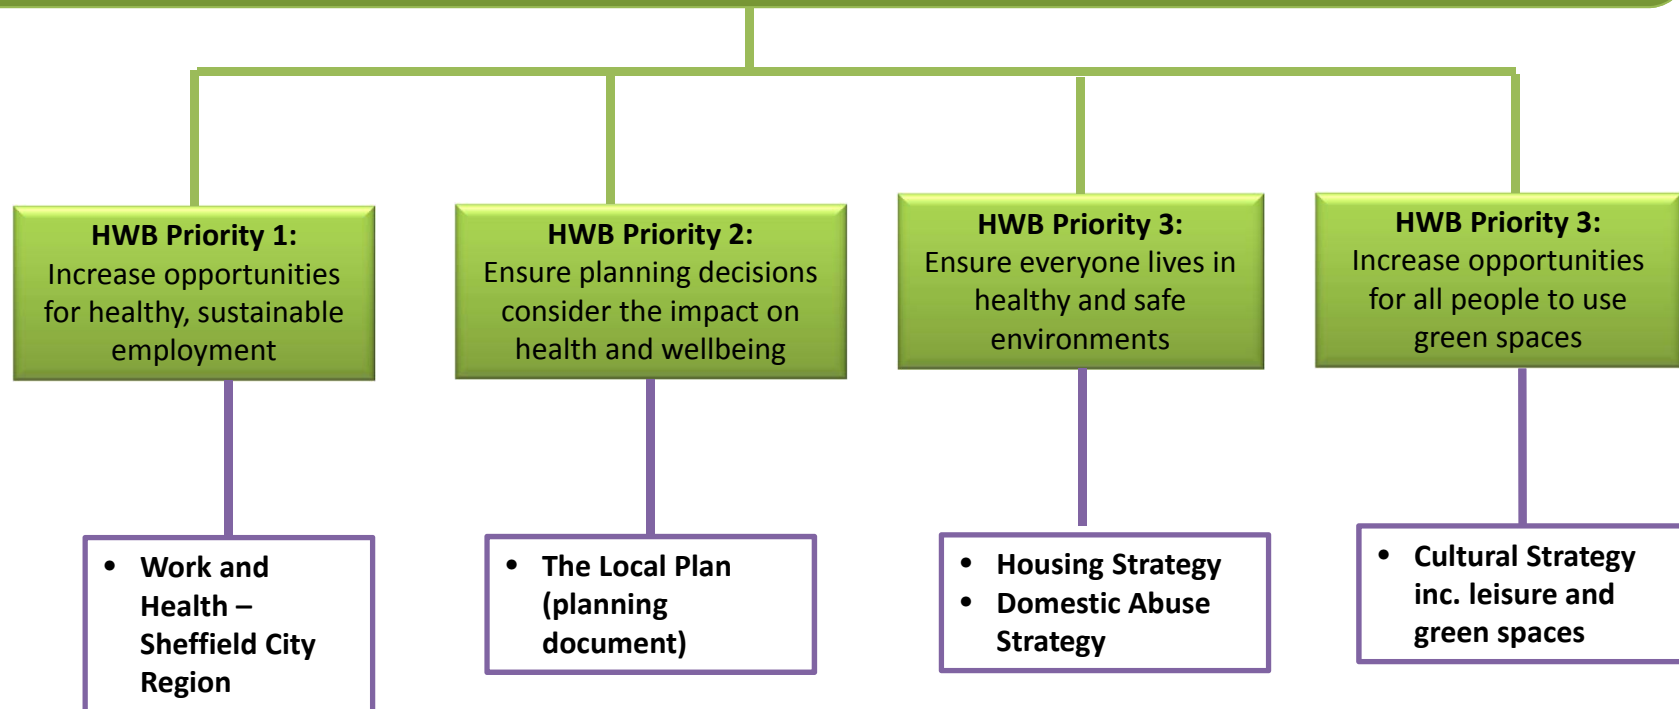 HWB Priority 1:
Increase opportunities
for healthy, sustainable
employment
HWB Priority 2:
Ensure planning decisions
consider the impact on
health and wellbeing
HWB Priority 3:
Ensure everyone lives in
healthy and safe
environments
HWB Priority 3:
Increase opportunities
for all people to use
green spaces
• Work and
Health –
Sheffield City
Region
• The Local Plan
(planning
document)
• Housing Strategy
• Domestic Abuse
Strategy
• Cultural Strategy
inc. leisure and
green spaces